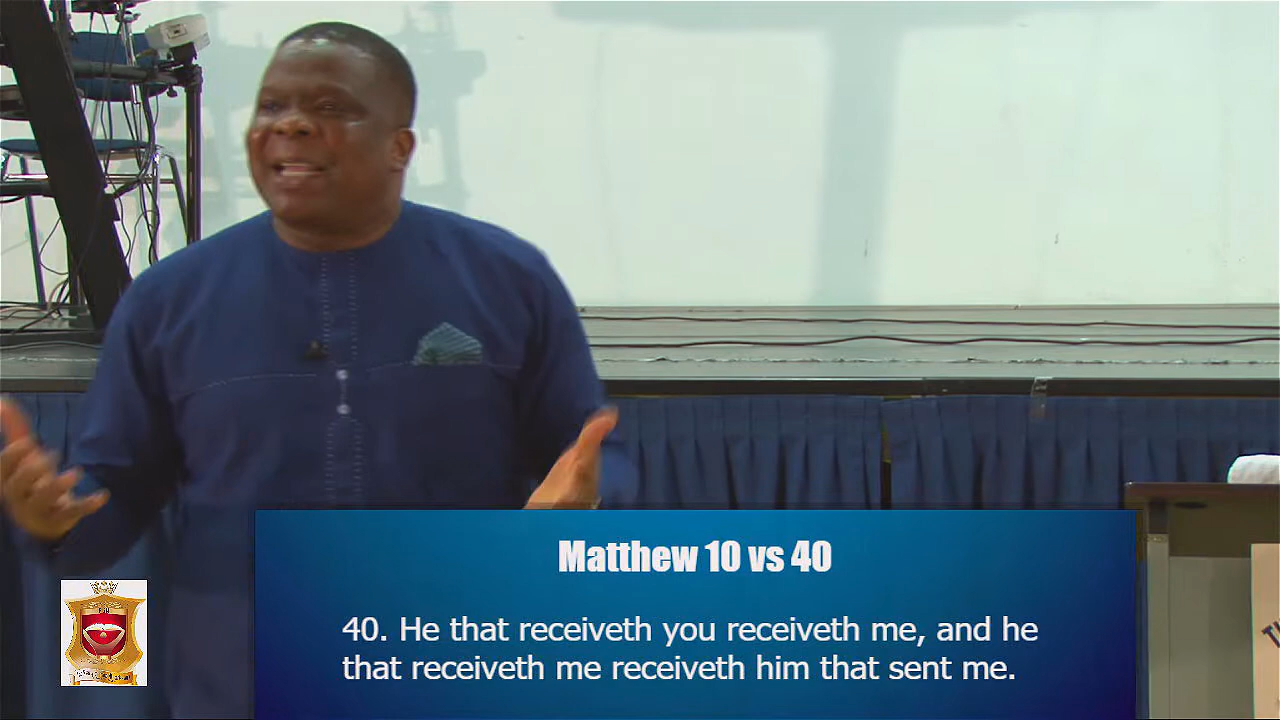 Matthew 10 vs 40
40. He that receiveth you receiveth me, and he
that receiveth me receiveth him that sent me.